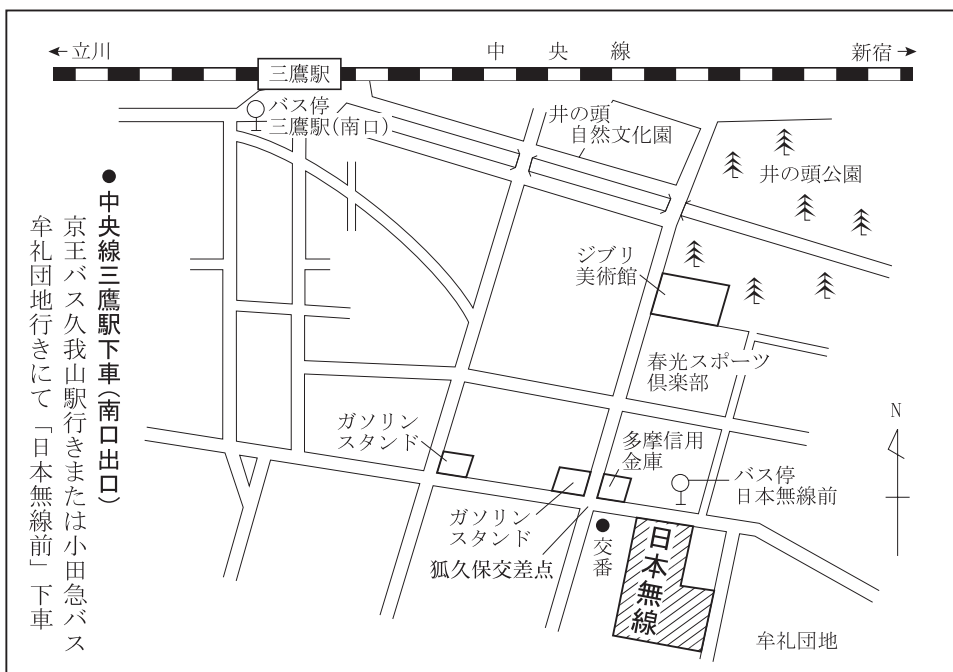 ←立川
中央線
新宿→
三鷹駅
バス停
三鷹駅(南口)
井の頭
自然文化園
井の頭公園
●中央線三鷹駅下車(南口出口)
京王バス久我山駅行きまたは小田急バス
牟礼団地行きにて「日本無線前」下車
ジブリ
美術館
春光スポーツ
倶楽部
ガソリン
スタンド
多摩信用
金庫
N
バス停
日本無線前
ガソリン
スタンド
狐久保交差点
交番
日本無線
牟礼団地